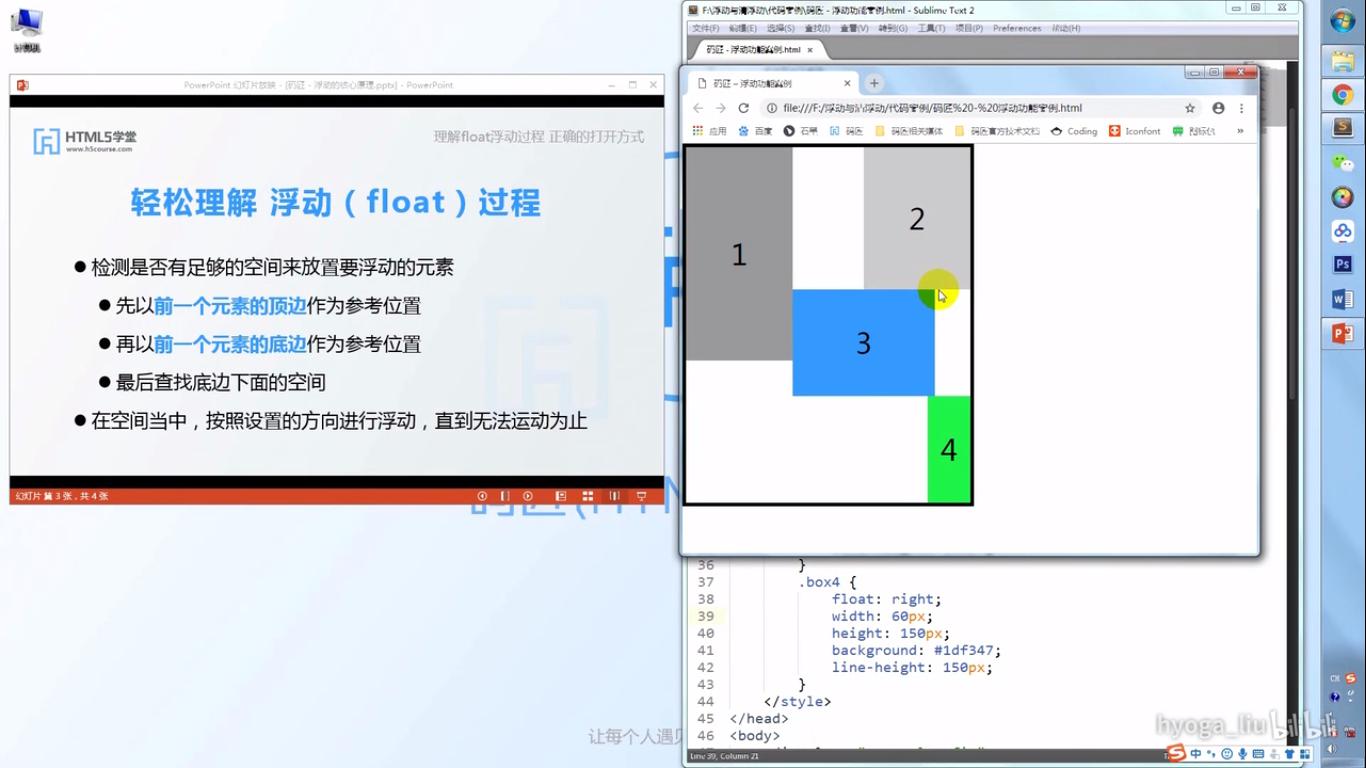 计算机
PowerPoint 幻灯片放映 - [码匠 - 浮动的核心原理.pptx] - PowerPoint
HTML5学堂
www.h5course.com
理解float浮动过程 正确的打开方式
轻松理解 浮动（float）过程
检测是否有足够的空间来放置要浮动的元素
先以前一个元素的顶边作为参考位置
再以前一个元素的底边作为参考位置
最后查找底边下面的空间
在空间当中，按照设置的方向进行浮动，直到无法运动为止
幻灯片 第 3 张，共 4 张
让每个人遇见
F:\浮动与清浮动\代码案例\码匠 - 浮动功能案例.html - Sublime Text 2
文件(F) 编辑(E) 选择(S) 查找(I) 查看(V) 转到(G) 工具(T) 项目(P) Preferences 帮助(H)
码匠 - 浮动功能案例.html
码匠 - 浮动功能案例
file:///F:/浮动与清浮动/代码案例/码匠%20-%20浮动功能案例.html
应用 百度 石墨 码匠 码匠相关媒体 码匠官方技术文档 Coding Iconfont
1
2
3
4
36 }
37 .box4 {
38 float: right;
39 width: 60px;
40 height: 150px;
41 background: #1df347;
42 line-height: 150px;
43 }
44 </style>
45 </head>
46 <body>
Line 39, Column 21
hyoga_liu bilibili
CH
中